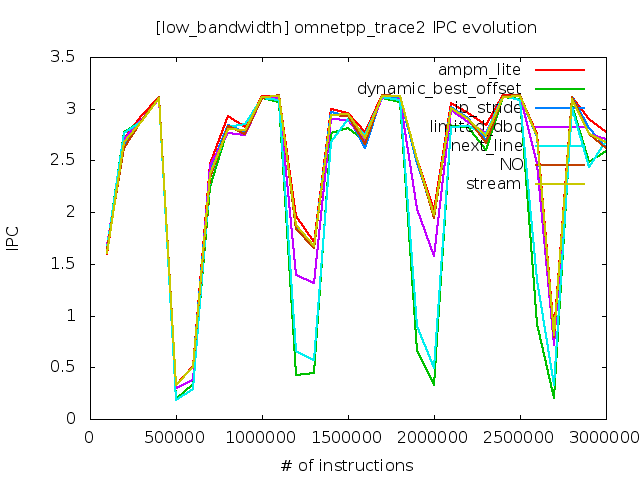 [low_bandwidth] omnetpp_trace2 IPC evolution
3.5
3
2.5
2
1.5
1
0.5
0
IPC
ampm_lite
dynamic_best_offset
ip_stride
next_line
NO
stream
0
500000
1000000
1500000
2000000
2500000
3000000
# of instructions